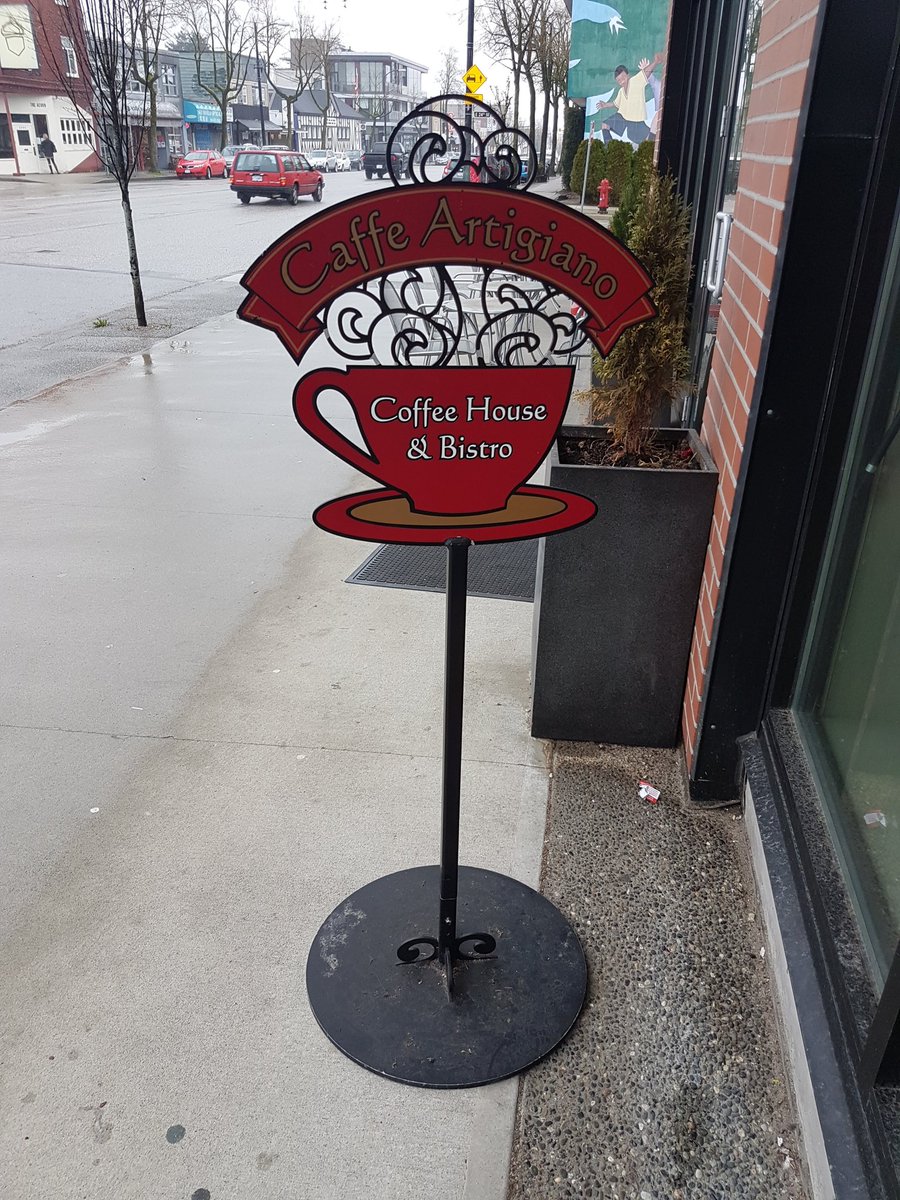 Caffe Artigiano
Coffee House
& Bistro